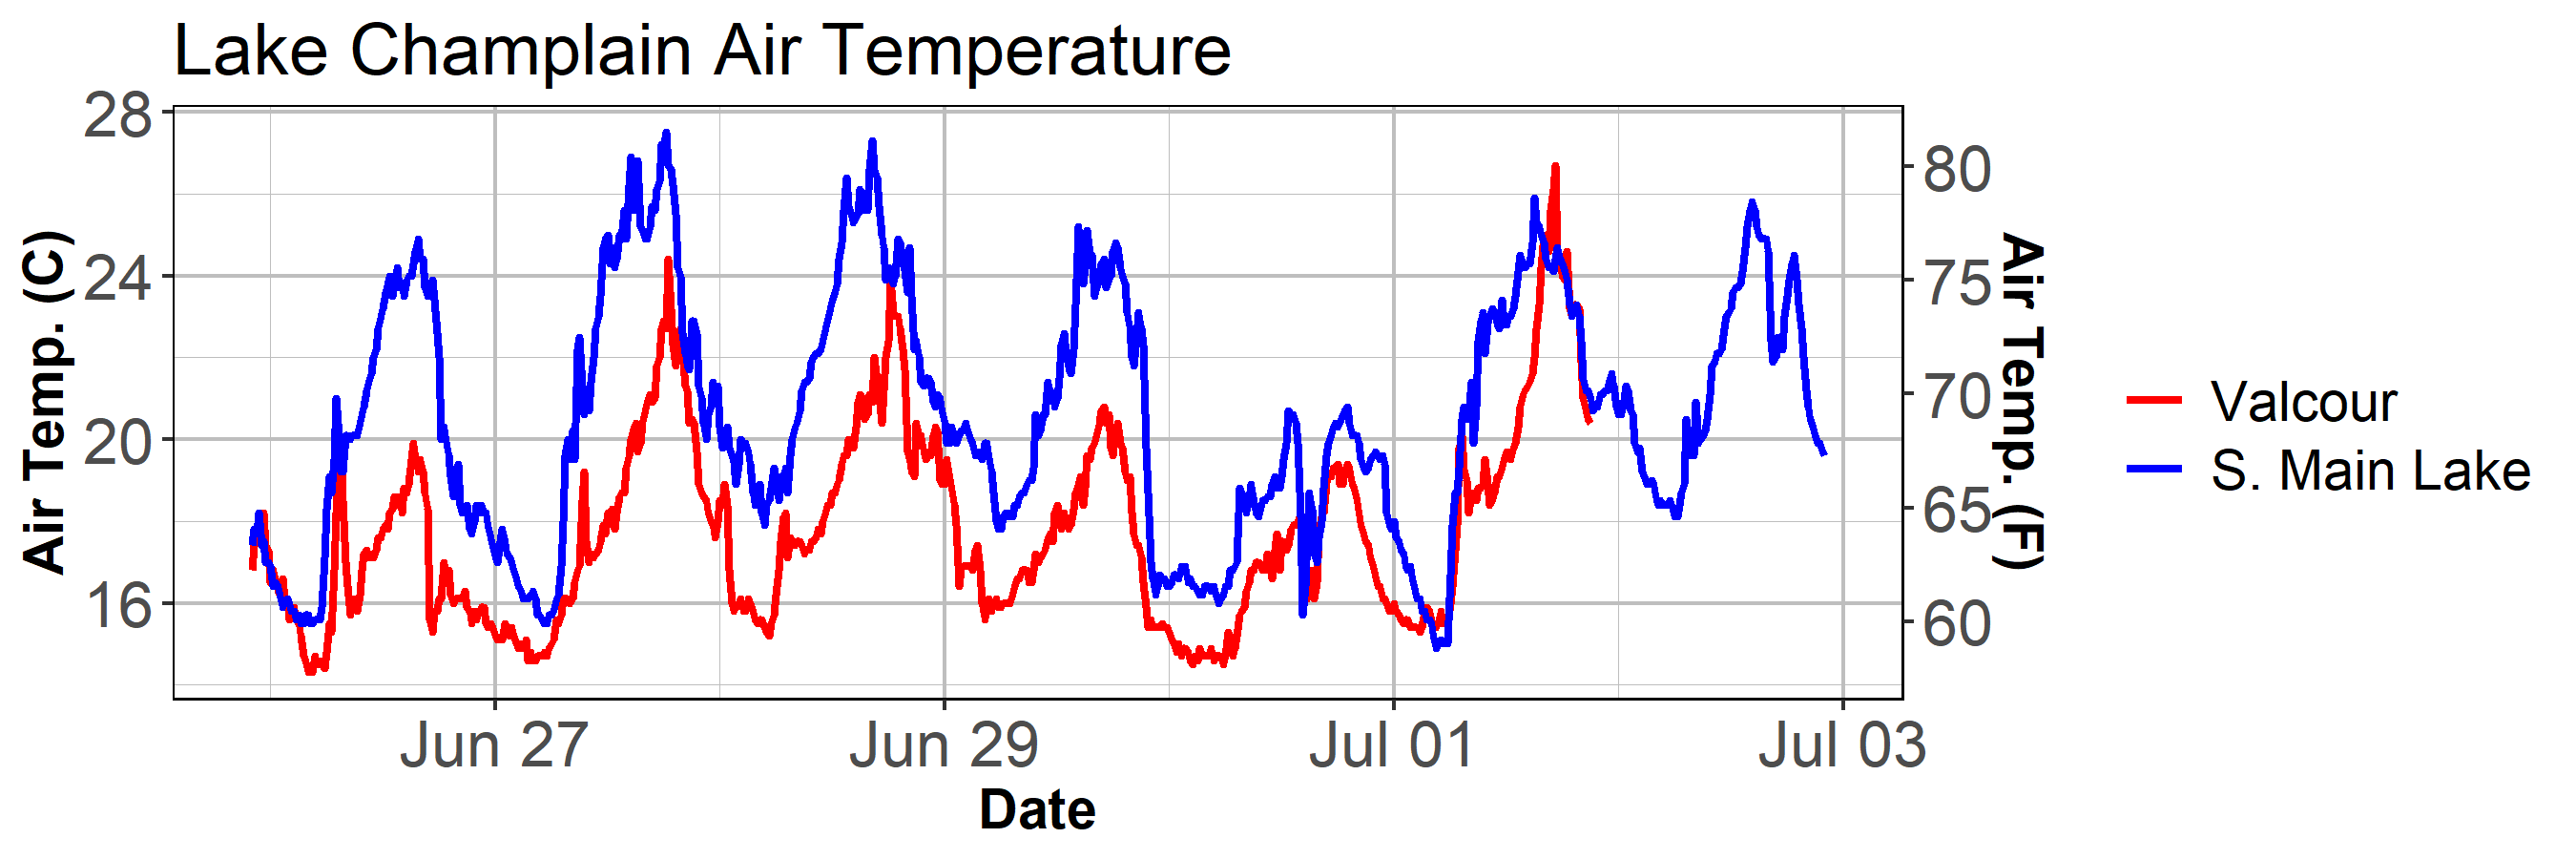 Lake Champlain Air Temperature
Air Temp. (C)
28
24
20
16
80
75
70
65
60
Air Temp. (F)
Jun 27
Jun 29
Jul 01
Jul 03
Date
Valcour
S. Main Lake